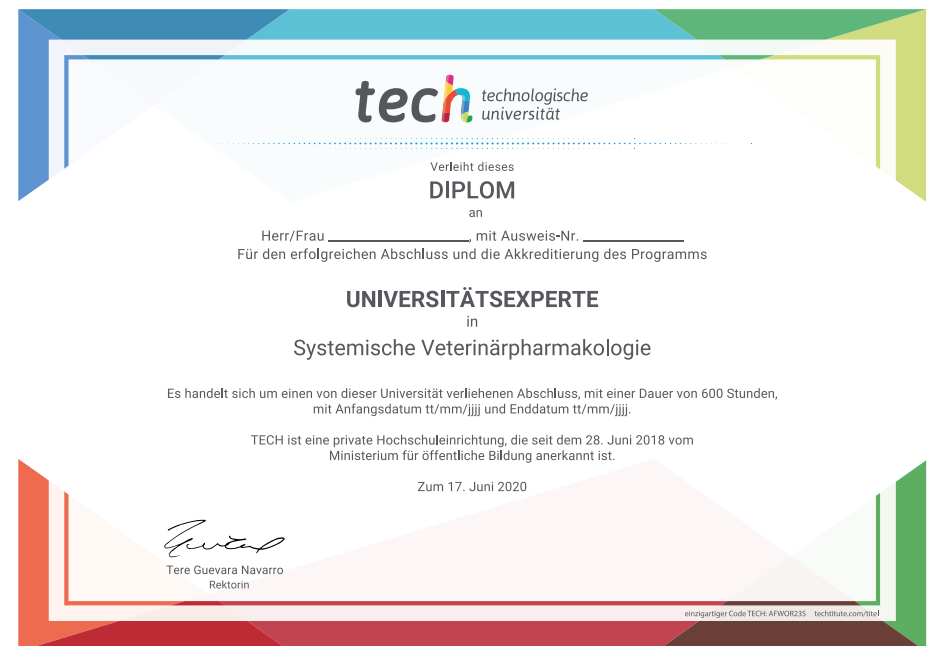 tech technologische
universität
Verleiht dieses
DIPLOM
an
Herr/Frau ____________________, mit Ausweis-Nr. ______________
Für den erfolgreichen Abschluss und die Akkreditierung des Programms
UNIVERSITÄTSEXPERTE
in
Systemische Veterinärpharmakologie
Es handelt sich um einen von dieser Universität verliehenen Abschluss, mit einer Dauer von 600 Stunden,
mit Anfangsdatum tt/mm/jjjj und Enddatum tt/mm/jjjj.
TECH ist eine private Hochschuleinrichtung, die seit dem 28. Juni 2018 vom
Ministerium für öffentliche Bildung anerkannt ist.
Zum 17. Juni 2020
Tere Guevara Navarro
Rektorin
einzigartiger Code TECH: AFWOR23S techtitute.com/titel